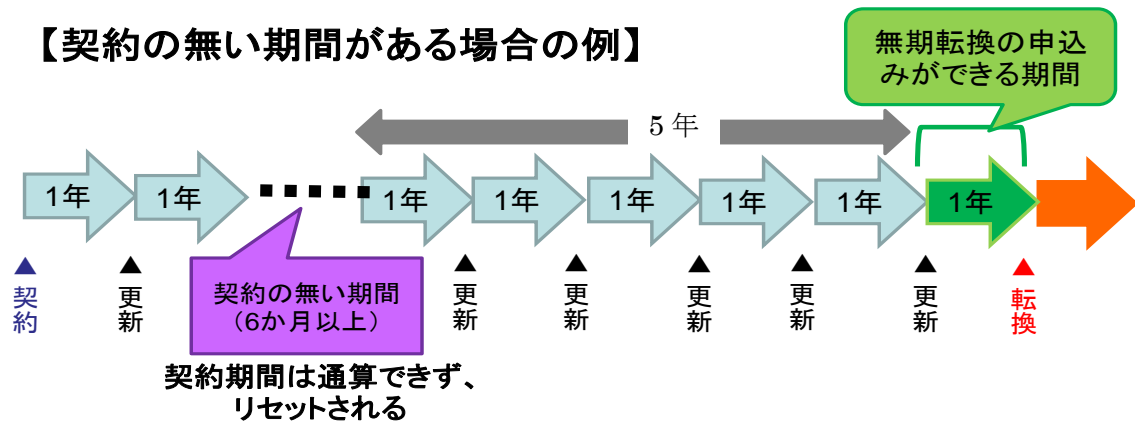 【契約の無い期間がある場合の例】
無期転換の申込
みができる期間
5年
1年
1年
1年
1年
1年
1年
1年
1年
契約
更新
契約の無い期間
(6か月以上)
更新
更新
更新
更新
更新
転換
契約期間は通算できず、
リセットされる